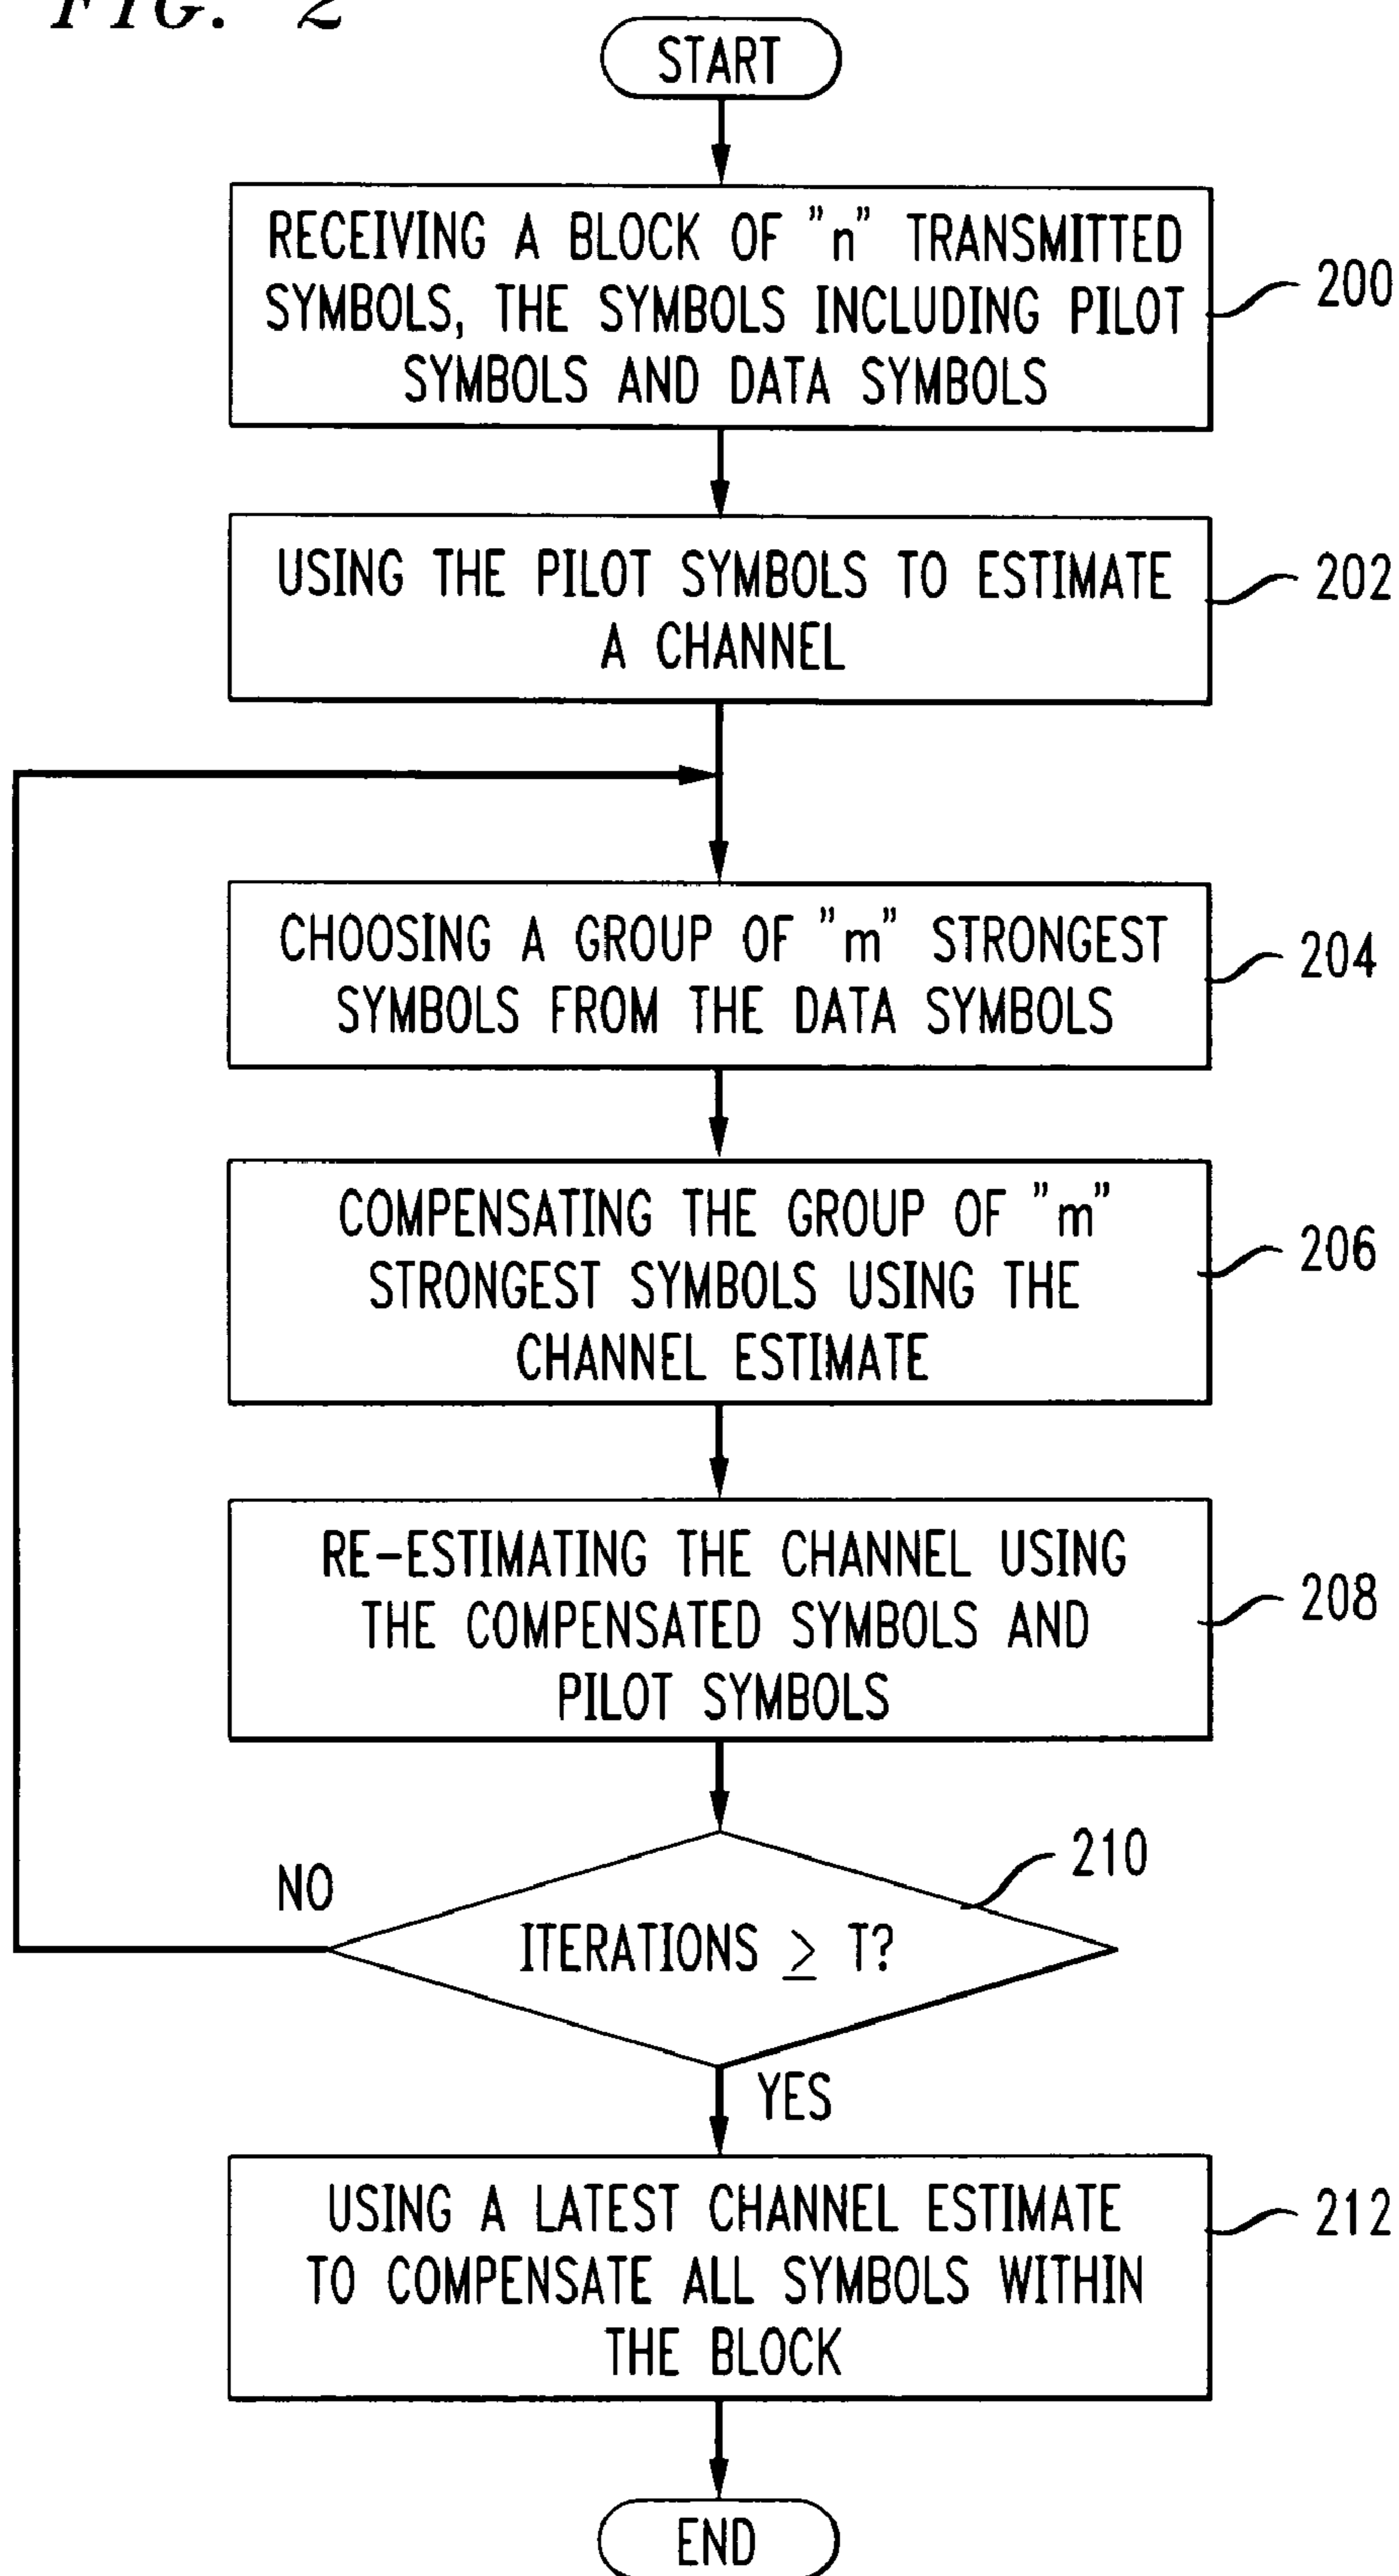 FIG. 2
START
RECEIVING A BLOCK OF "n" TRANSMITTED
SYMBOLS, THE SYMBOLS INCLUDING PILOT
SYMBOLS AND DATA SYMBOLS
200
USING THE PILOT SYMBOLS TO ESTIMATE
A CHANNEL
202
CHOOSING A GROUP OF "m" STRONGEST
SYMBOLS FROM THE DATA SYMBOLS
204
COMPENSATING THE GROUP OF "m"
STRONGEST SYMBOLS USING THE
CHANNEL ESTIMATE
206
RE-ESTIMATING THE CHANNEL USING
THE COMPENSATED SYMBOLS AND
PILOT SYMBOLS
208
210
NO
ITERATIONS ≥ T?
YES
USING A LATEST CHANNEL ESTIMATE
TO COMPENSATE ALL SYMBOLS WITHIN
THE BLOCK
212
END